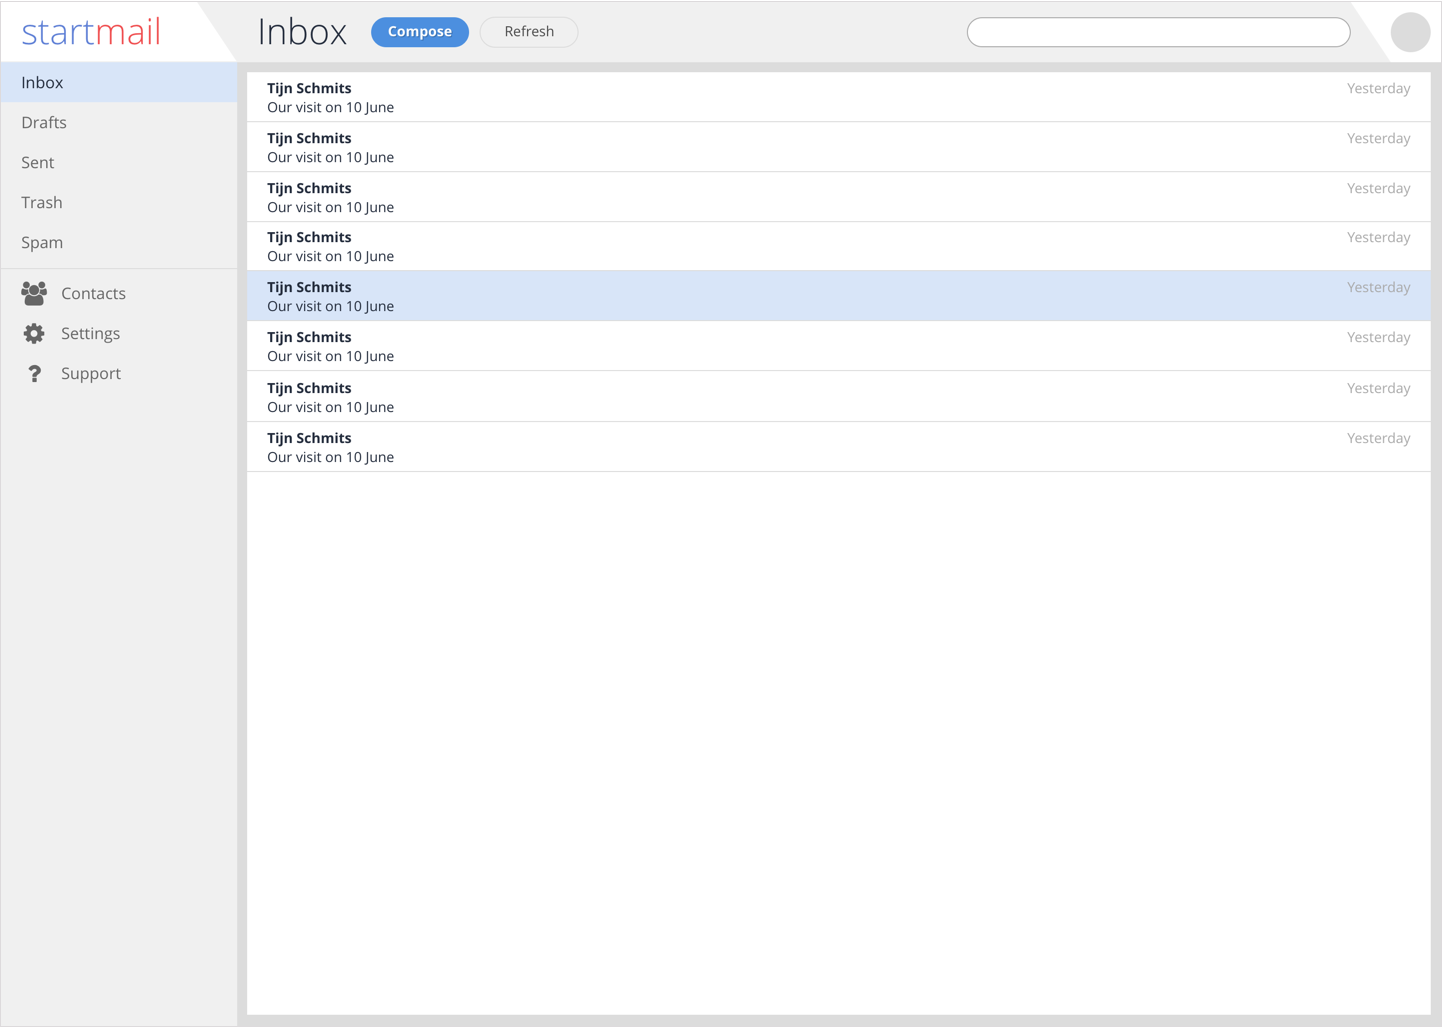 startmail
Inbox
Compose
Refresh
Inbox
Drafts
Sent
Trash
Spam
Contacts
Settings
Support
Tijn Schmits
Yesterday
Our visit on 10 June
Tijn Schmits
Yesterday
Our visit on 10 June
Tijn Schmits
Yesterday
Our visit on 10 June
Tijn Schmits
Yesterday
Our visit on 10 June
Tijn Schmits
Yesterday
Our visit on 10 June
Tijn Schmits
Yesterday
Our visit on 10 June
Tijn Schmits
Yesterday
Our visit on 10 June
Tijn Schmits
Yesterday
Our visit on 10 June